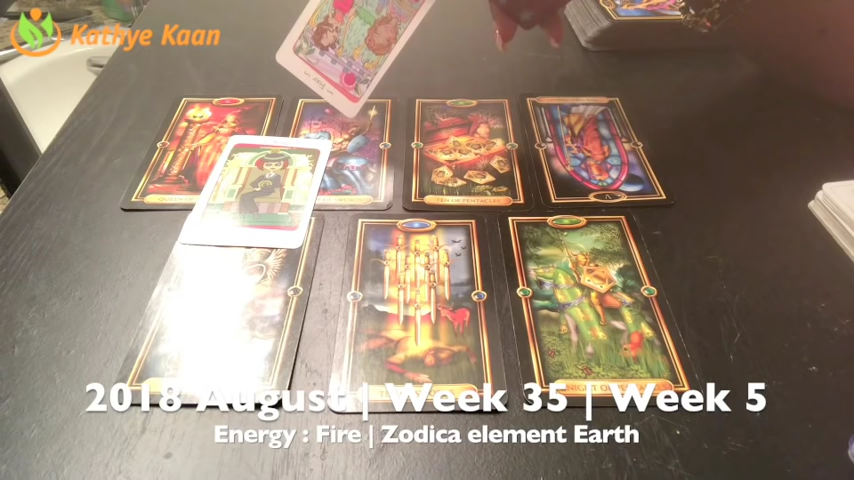 Kathye Kaan
TEN OF PENTACLES
V
2018 August | Week 35 | Week 5
Energy : Fire | Zodica element Earth